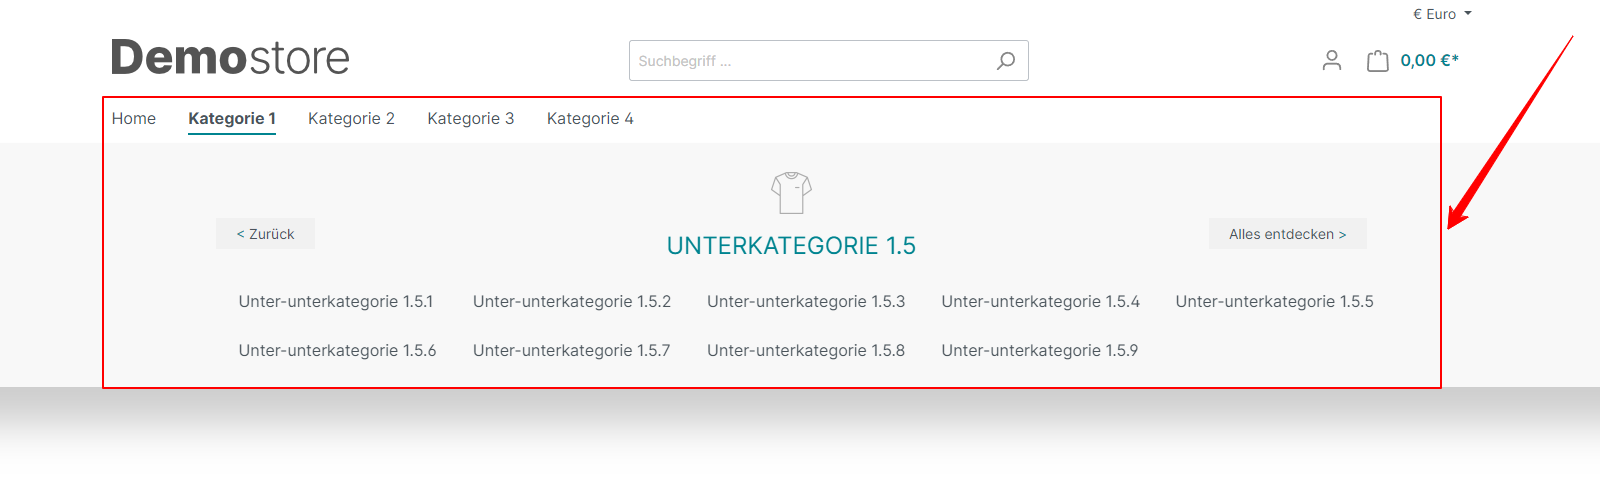 € Euro
Demostore
Suchbegriff ...
0,00 €*
Home Kategorie 1 Kategorie 2 Kategorie 3 Kategorie 4
< Zurück
UNTERKATEGORIE 1.5
Alles entdecken >
Unter-unterkategorie 1.5.1 Unter-unterkategorie 1.5.2 Unter-unterkategorie 1.5.3 Unter-unterkategorie 1.5.4 Unter-unterkategorie 1.5.5
Unter-unterkategorie 1.5.6 Unter-unterkategorie 1.5.7 Unter-unterkategorie 1.5.8 Unter-unterkategorie 1.5.9